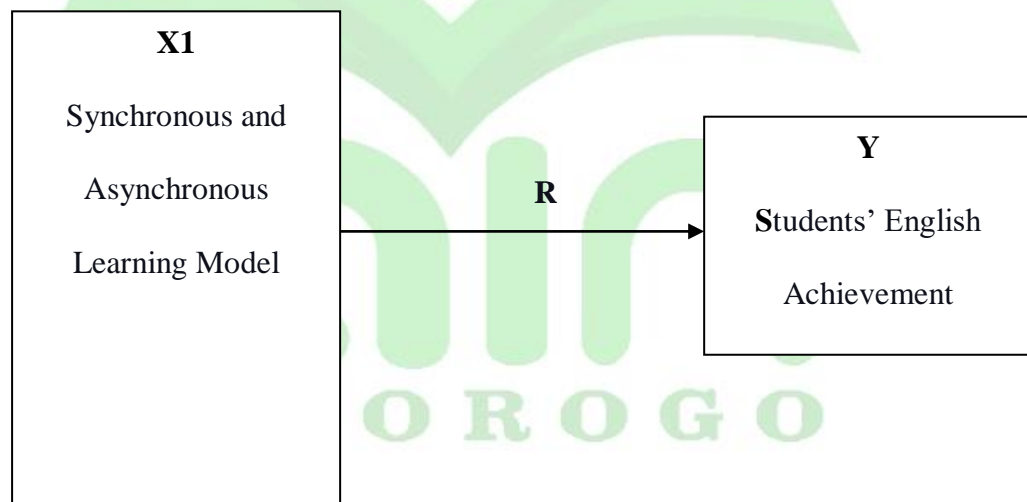 X1
Synchronous and
Asynchronous
Learning Model
R
Y
Students’ English
Achievement
OROGO